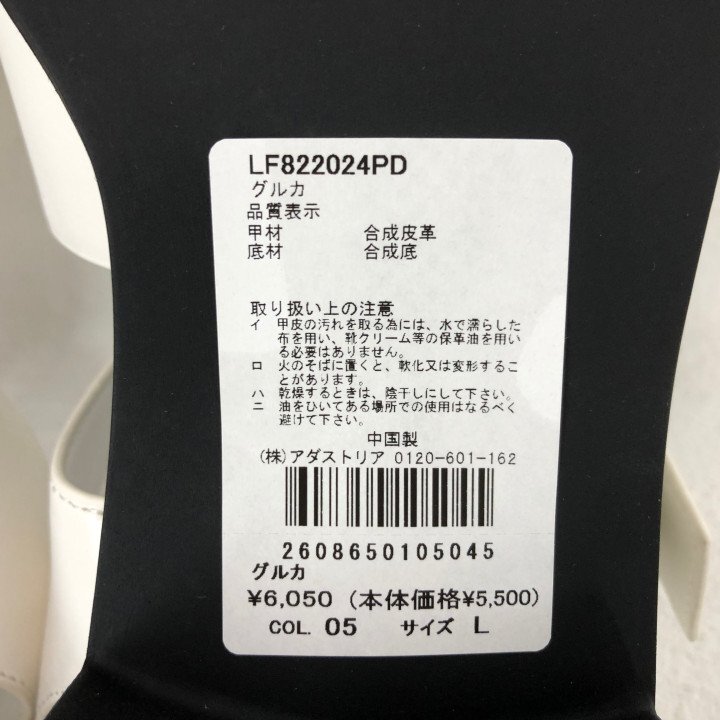 LF822024PD
グルカ
品質表示
甲材 合成皮革
底材 合成底
取り扱い上の注意
イ 甲皮の汚れを取る為には、水で濡らした
布を用い、靴クリーム等の保革油を用い
る必要はありません。
ロ 火のそばに置くと、軟化又は変形するこ
とがあります。
ハ 乾燥するときは、陰干しにして下さい。
ニ 油をひいてある場所での使用はなるべく
避けて下さい。
中国製
(株)アダストリア 0120-601-162
2608650105045
グルカ
¥6,050 (本体価格¥5,500)
COL. 05 サイズ L